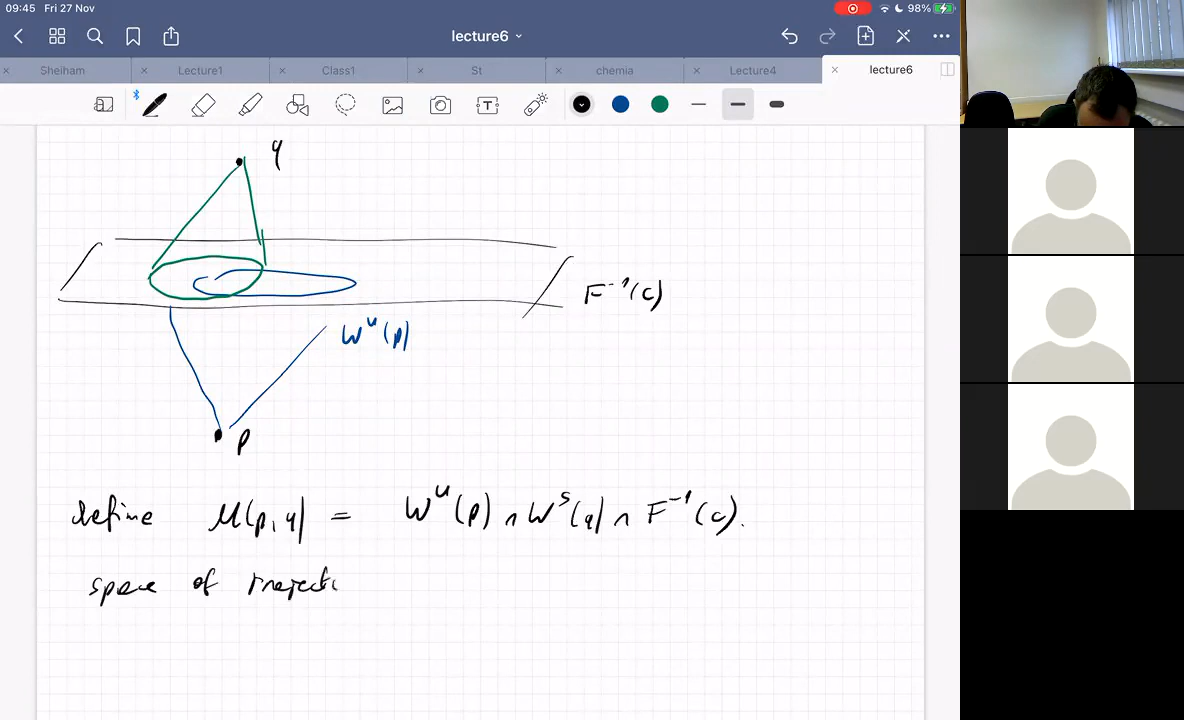 09:45 Fri 27 Nov
98%
lecture6
Sheiham
Lecture1
Class1
St
chemia
Lecture4
lecture6
T
q
F⁻¹(c)
Wᵘ(p)
p
define M(p,q) = Wᵘ(p) ∩ Wˢ(q) ∩ F⁻¹(c).
space of trajecto